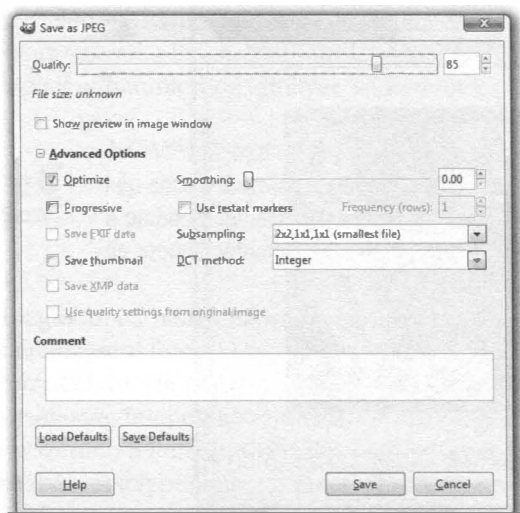 Save as JPEG
Quality: 85
File size: unknown
Show preview in image window
Advanced Options
Optimize Smoothing: 0.00
Progressive Use restart markers Frequency (rows): 1
Save EXIF data Subsampling: 2x2,1x1,1x1 (smallest file)
Save thumbnail DCT method: Integer
Save XMP data
Use quality settings from original image
Comment
Load Defaults Save Defaults
Help Save Cancel